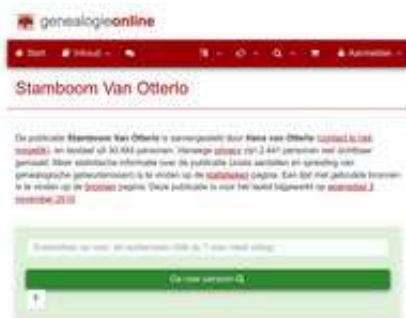 genealogieonline
Start Inhoud Aanmelden
Stamboom Van Otterlo
De publicatie Stamboom Van Otterlo is samengesteld door Hans van Otterlo (contact is niet
mogelijk), en bestaat uit personen. Vanwege privacy zijn 2.441 personen niet zichtbaar
gemaakt. Meer statistische informatie over de publicatie (zoals aantallen en spreiding van
genealogische gebeurtenissen) is te vinden op de statistieken pagina. Een lijst met gebruikte bronnen
is te vinden op de bronnen pagina. Deze publicatie is voor het laatst bijgewerkt op woensdag
november
Ga naar persoon